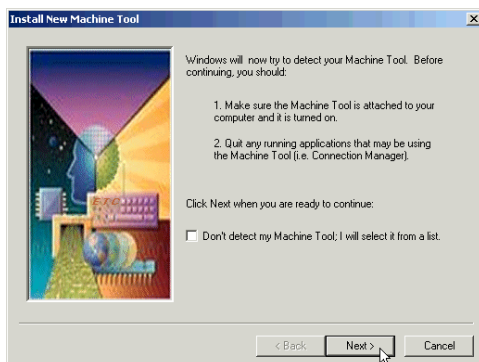 Install New Machine Tool
Windows will now try to detect your Machine Tool. Before
continuing, you should:
1. Make sure the Machine Tool is attached to your
computer and it is turned on.
2. Quit any running applications that may be using
the Machine Tool (i.e. Connection Manager).
Click Next when you are ready to continue:
Don't detect my Machine Tool; I will select it from a list.
< Back
Next >
Cancel